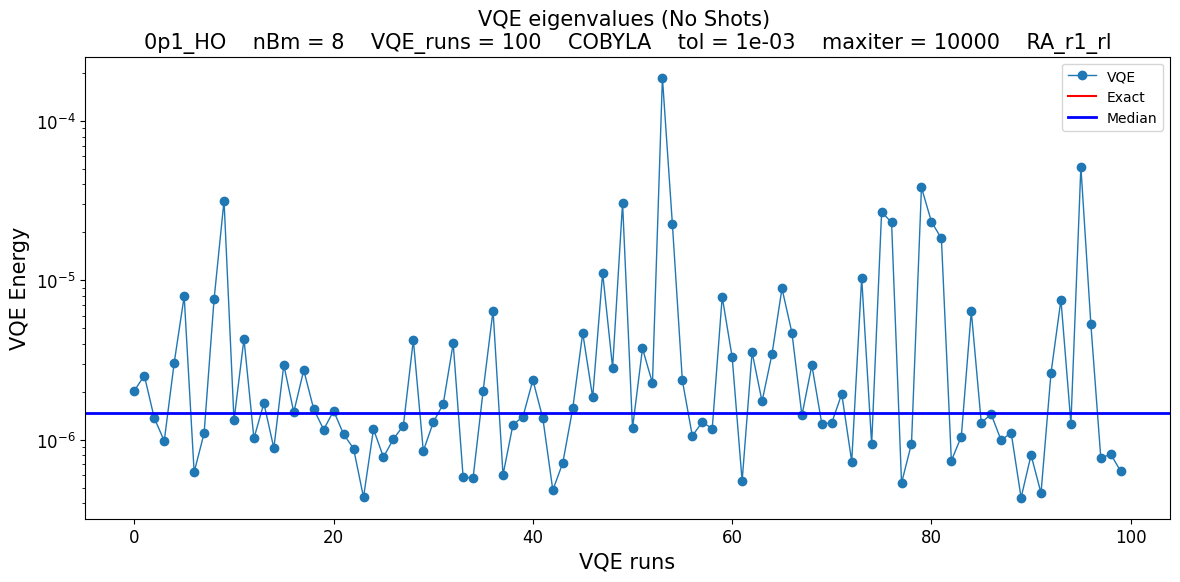 VQE eigenvalues (No Shots)
0p1_HO nBm = 8 VQE_runs = 100 COBYLA tol = 1e-03 maxiter = 10000 RA_r1_rl
VQE
Exact
Median
VQE Energy
10⁻⁴
10⁻⁵
10⁻⁶
0 20 40 60 80 100
VQE runs